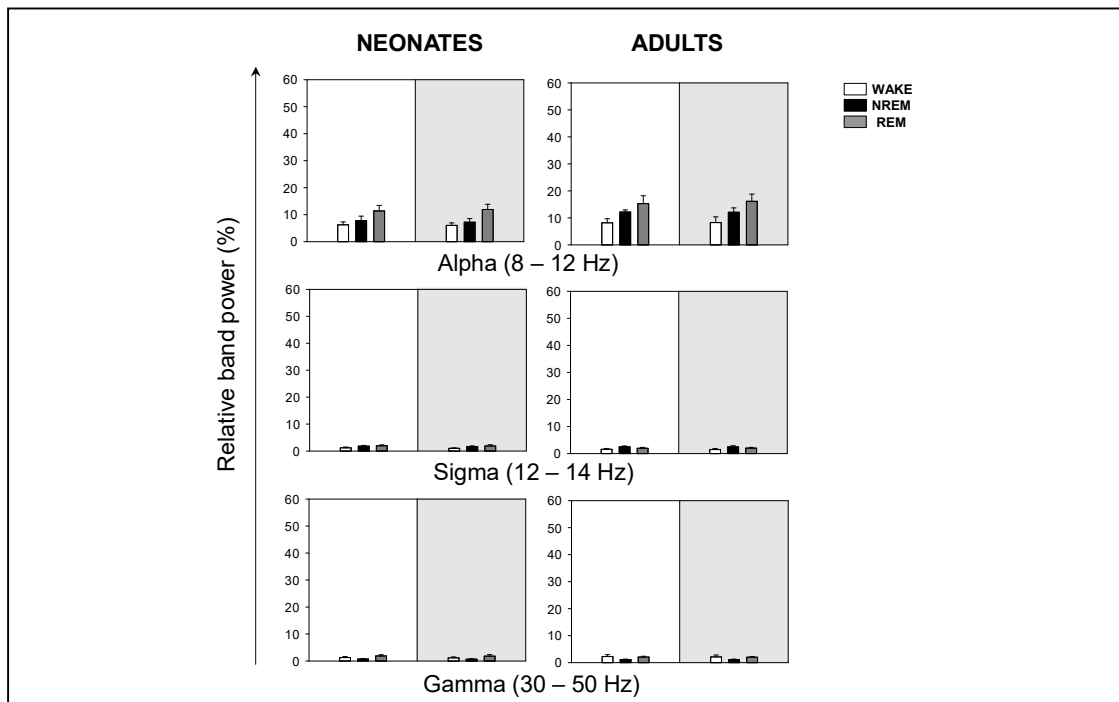 NEONATES ADULTS
WAKE
NREM
REM
Relative band power (%)
60 60
50 50
40 40
30 30
20 20
10 10
0 0
Alpha (8 – 12 Hz)
60 60
50 50
40 40
30 30
20 20
10 10
0 0
Sigma (12 – 14 Hz)
60 60
50 50
40 40
30 30
20 20
10 10
0 0
Gamma (30 – 50 Hz)